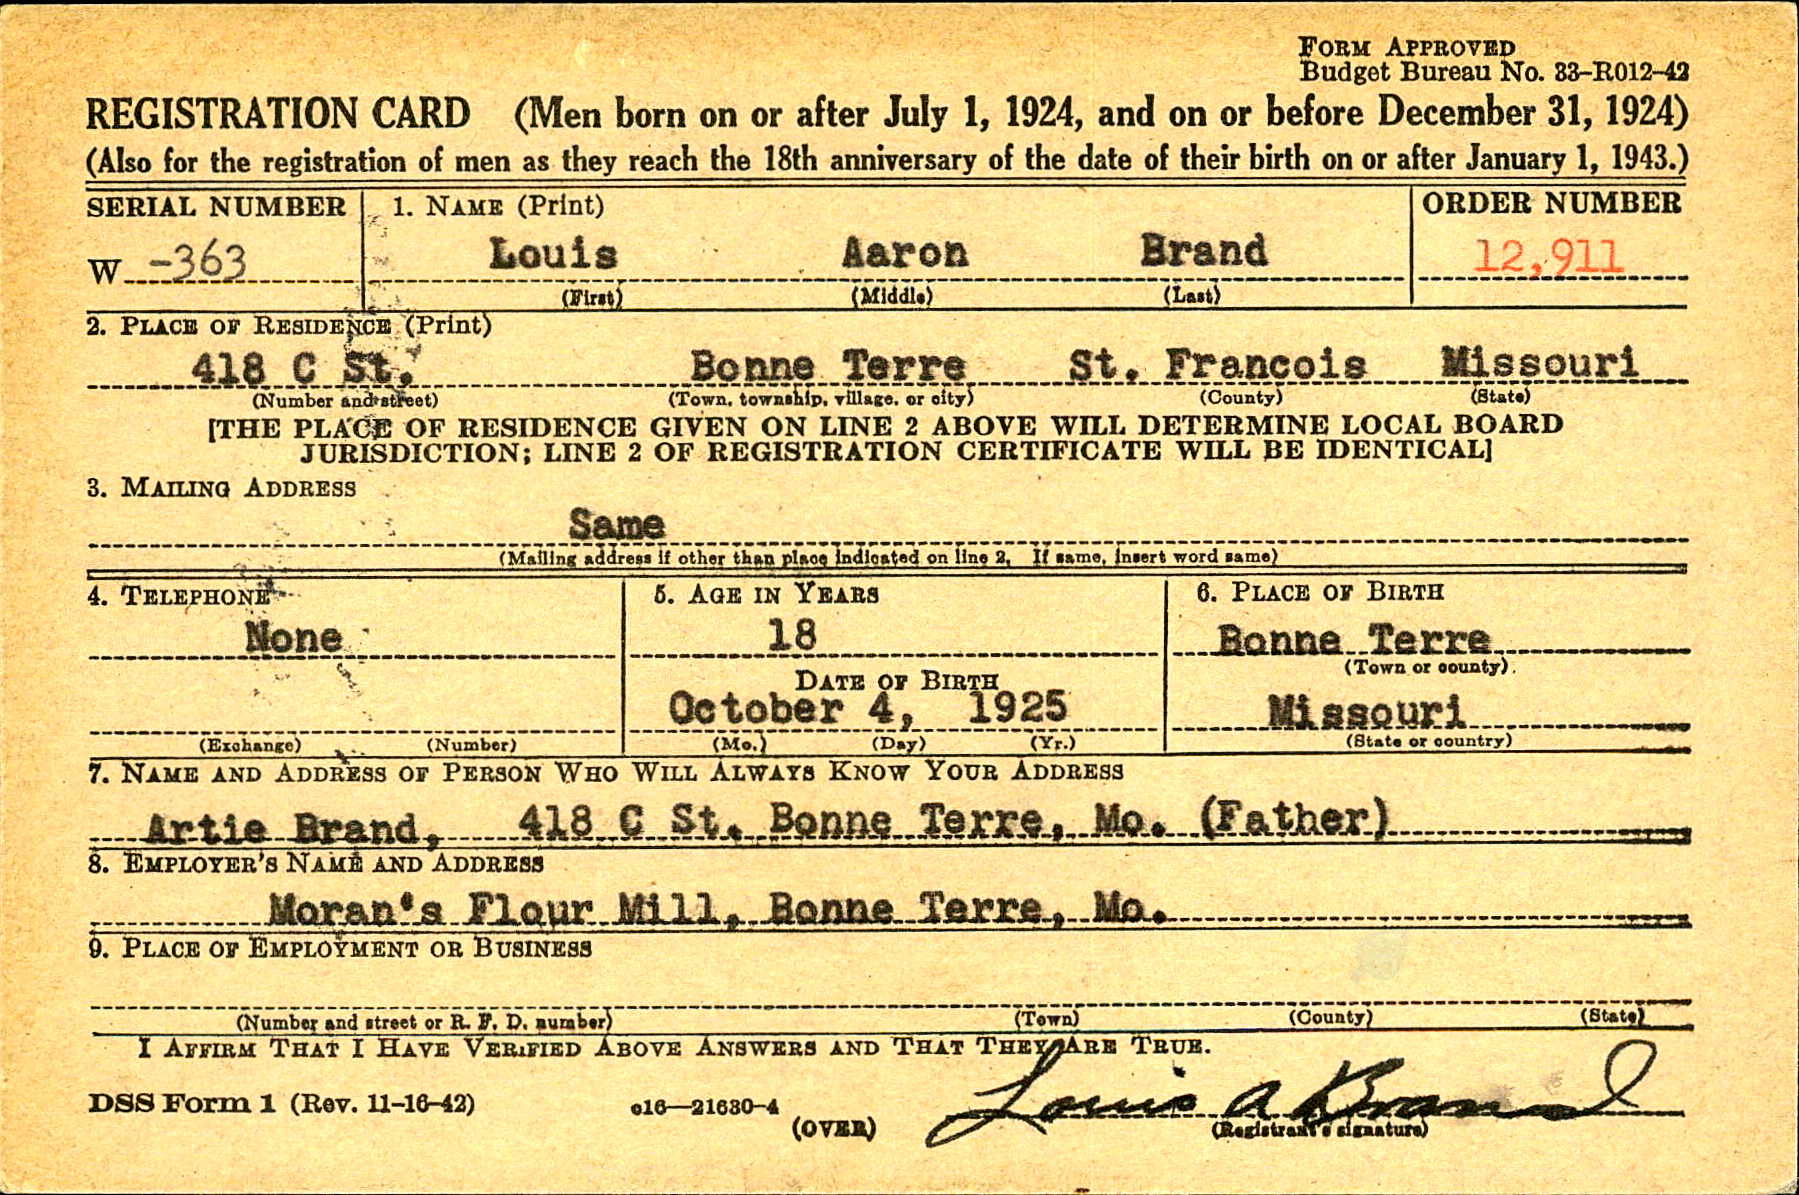 FORM APPROVED
Budget Bureau No. 33-R012-42
REGISTRATION CARD (Men born on or after July 1, 1924, and on or before December 31, 1924)
(Also for the registration of men as they reach the 18th anniversary of the date of their birth on or after January 1, 1943.)
SERIAL NUMBER 1. NAME (Print) ORDER NUMBER
W -363 Louis Aaron Brand 12,911
(First) (Middle) (Last)
2. PLACE OF RESIDENCE (Print)
418 C St. Bonne Terre St. Francois Missouri
(Number and street) (Town, township, village, or city) (County) (State)
[THE PLACE OF RESIDENCE GIVEN ON LINE 2 ABOVE WILL DETERMINE LOCAL BOARD
JURISDICTION; LINE 2 OF REGISTRATION CERTIFICATE WILL BE IDENTICAL]
3. MAILING ADDRESS
Same
(Mailing address if other than place indicated on line 2. If same, insert word same)
4. TELEPHONE 5. AGE IN YEARS 6. PLACE OF BIRTH
None 18 Bonne Terre
(Town or county)
DATE OF BIRTH
October 4, 1925 Missouri
(Exchange) (Number) (Mo.) (Day) (Yr.) (State or country)
7. NAME AND ADDRESS OF PERSON WHO WILL ALWAYS KNOW YOUR ADDRESS
Artie Brand, 418 C St. Bonne Terre, Mo. (Father)
8. EMPLOYER'S NAME AND ADDRESS
Moran's Flour Mill, Bonne Terre, Mo.
9. PLACE OF EMPLOYMENT OR BUSINESS
(Number and street or R. F. D. number) (Town) (County) (State)
I AFFIRM THAT I HAVE VERIFIED ABOVE ANSWERS AND THAT THEY ARE TRUE.
DSS Form 1 (Rev. 11-16-42) c16—21630-4 Louis A Brand
(OVER) (Registrant's signature)